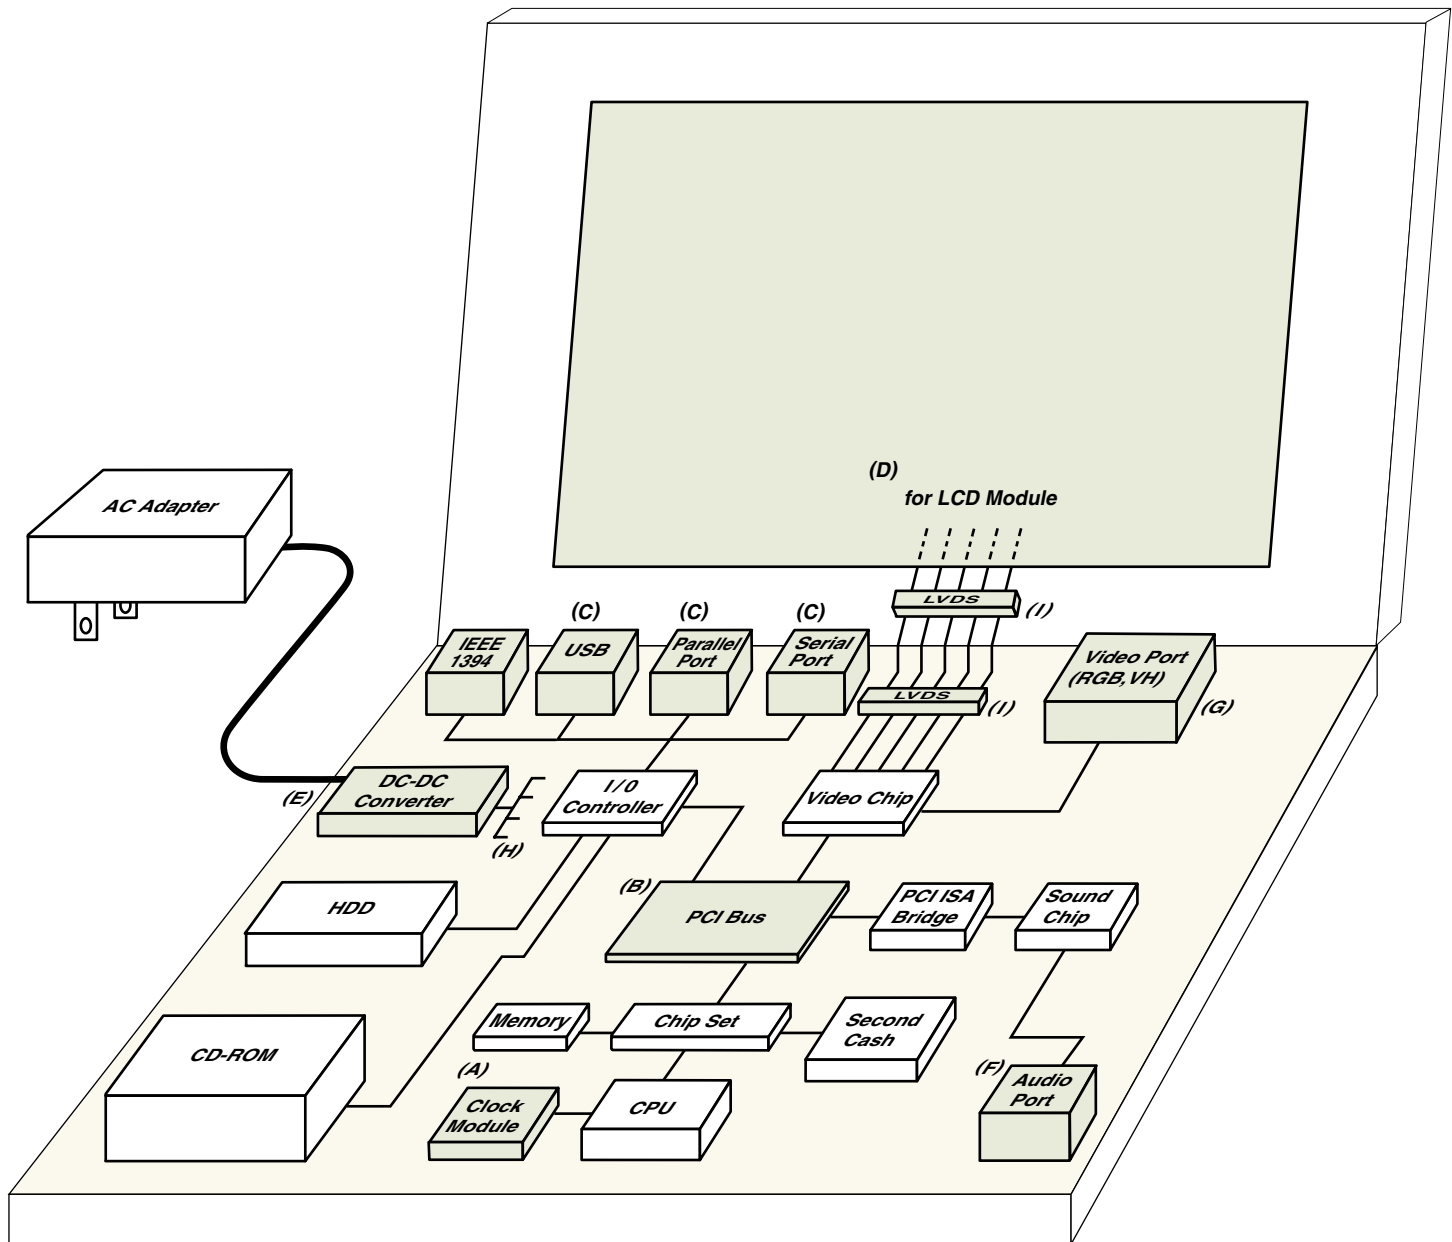 (D)
for LCD Module
AC Adapter
LVDS
(I)
(C)
(C)
(C)
IEEE
1394
USB
Parallel
Port
Serial
Port
Video Port
(RGB,VH)
(G)
LVDS
(I)
(E)
DC-DC
Converter
(H)
I/0
Controller
Video Chip
HDD
(B)
PCI Bus
PCI ISA
Bridge
Sound
Chip
Memory
Chip Set
Second
Cash
CD-ROM
(A)
Clock
Module
CPU
(F)
Audio
Port